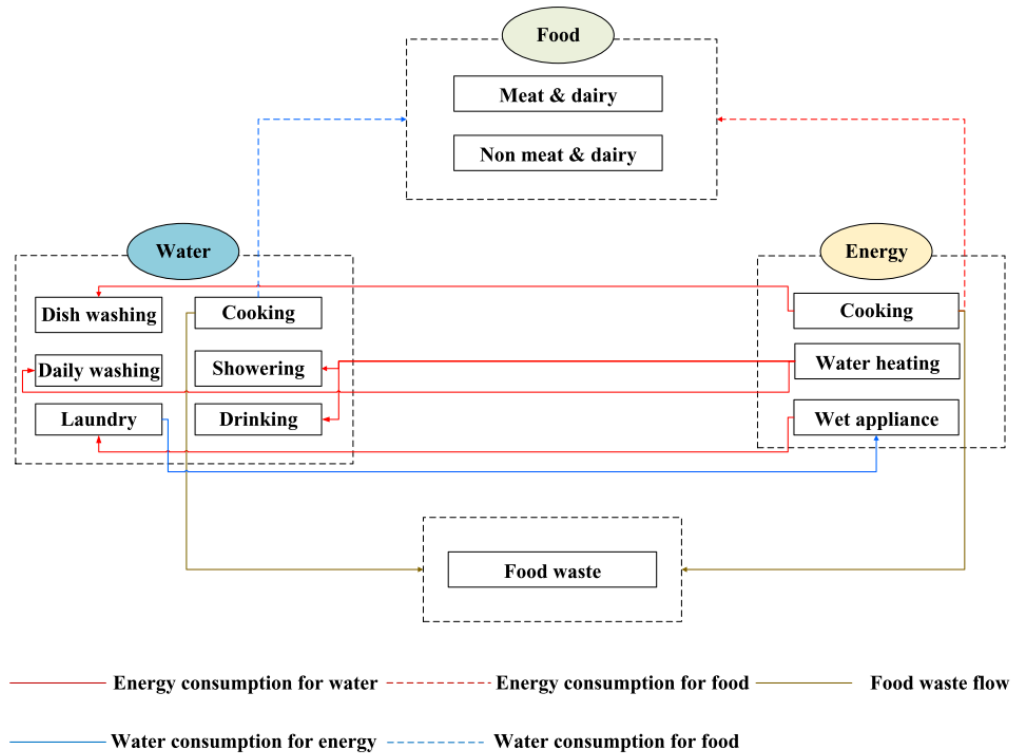 Food
Meat & dairy
Non meat & dairy
Water
Energy
Dish washing
Cooking
Cooking
Daily washing
Showering
Water heating
Laundry
Drinking
Wet appliance
Food waste
Energy consumption for water
Energy consumption for food
Food waste flow
Water consumption for energy
Water consumption for food